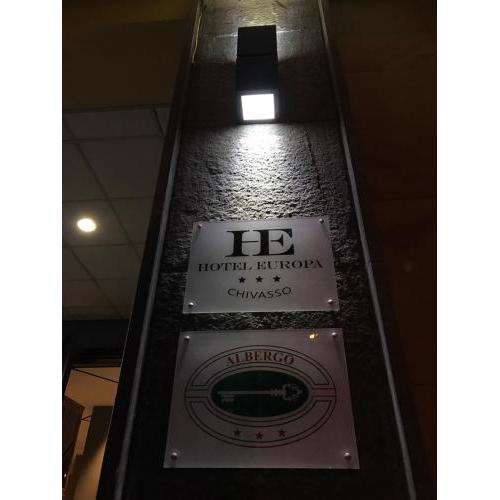 HE
HOTEL EUROPA
★ ★ ★
CHIVASSO
ALBERGO
★ ★ ★